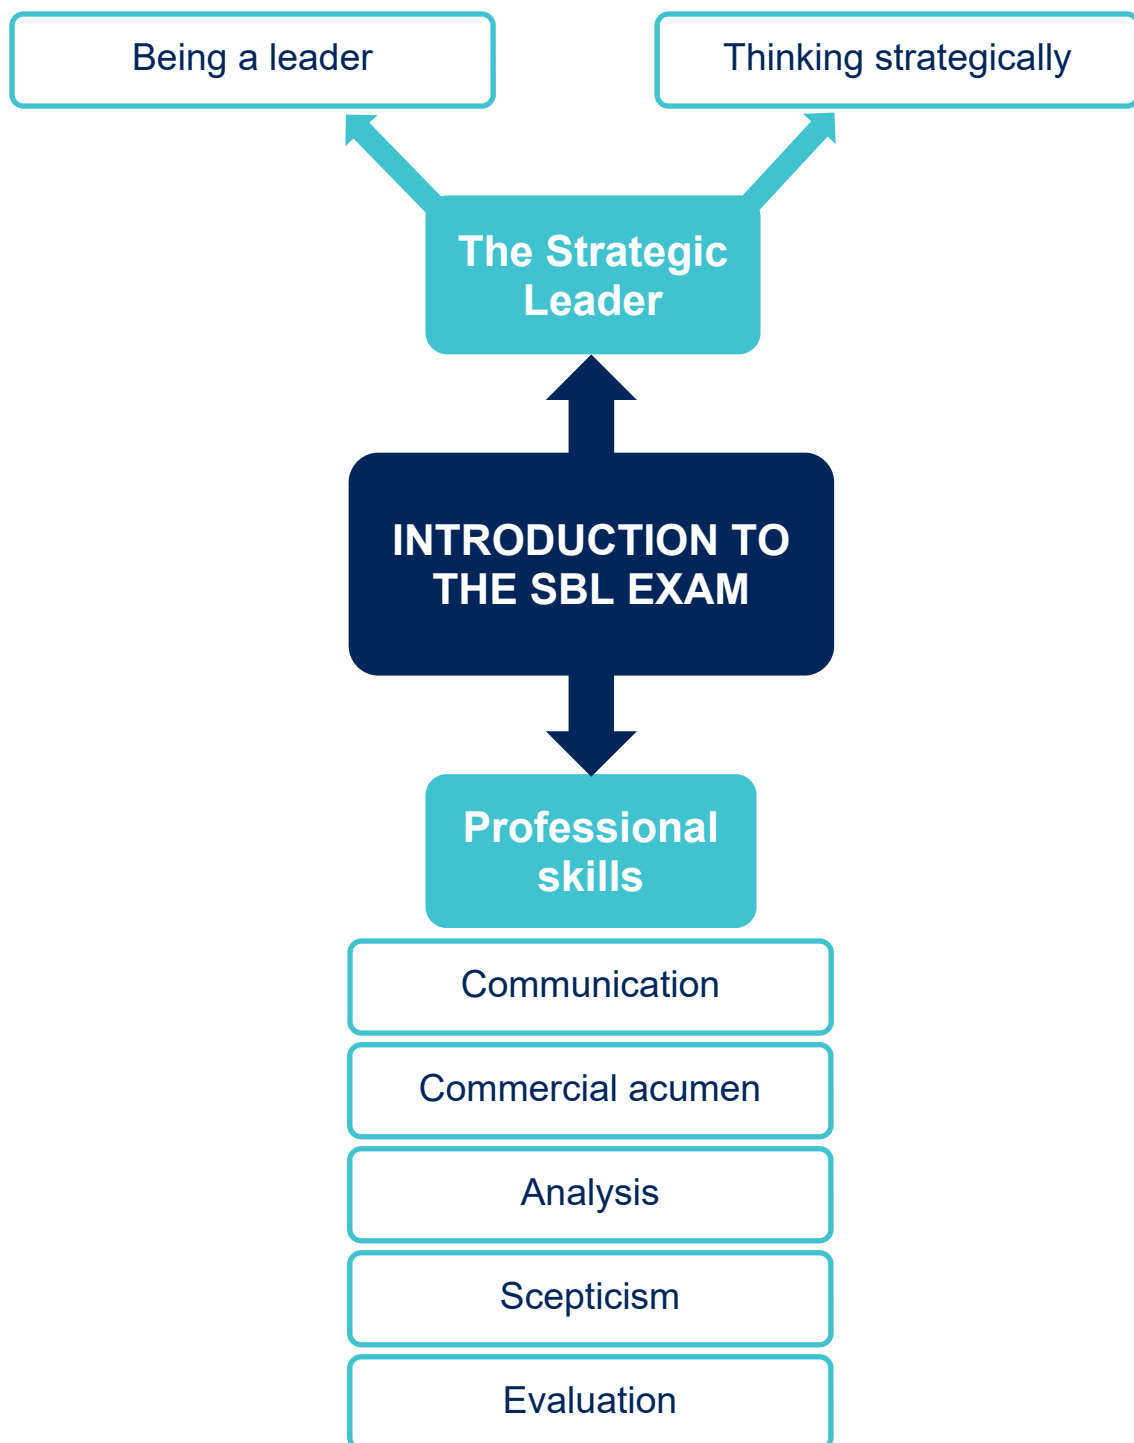 Being a leader
Thinking strategically
The Strategic
Leader
INTRODUCTION TO
THE SBL EXAM
Professional
skills
Communication
Commercial acumen
Analysis
Scepticism
Evaluation